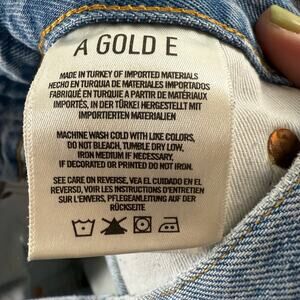 A GOLD E
MADE IN TURKEY OF IMPORTED MATERIALS
HECHO EN TURQUIA DE MATERIALES IMPORTADOS
FABRIQUÉ EN TURQUIE A PARTIR DE MATÉRIAUX
IMPORTÉS, IN DER TÜRKEI HERGESTELLT MIT
IMPORTIERTEN MATERIALIEN
MACHINE WASH COLD WITH LIKE COLORS,
DO NOT BLEACH, TUMBLE DRY LOW,
IRON MEDIUM IF NECESSARY,
IF DECORATED OR PRINTED DO NOT IRON.
SEE CARE ON REVERSE, VEA EL CUIDADO EN EL
REVERSO, VOIR LES INSTRUCTIONS D'ENTRETIEN
SUR L'ENVERS, PFLEGEANLEITUNG AUF DER
RÜCKSEITE